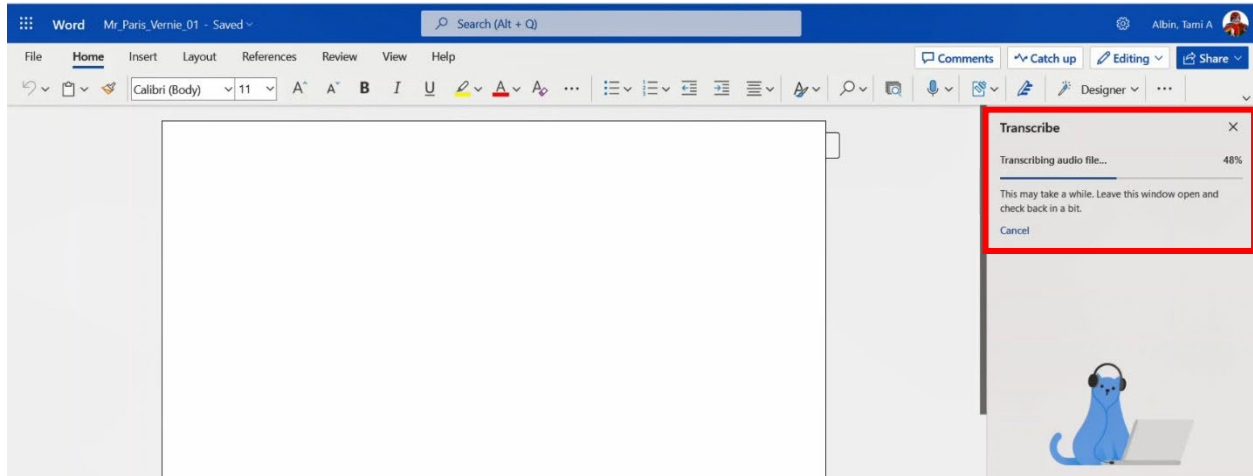 Word Mr_Paris_Vernie_01 - Saved Search (Alt + Q) Albin, Tami A
File Home Insert Layout References Review View Help Comments Catch up Editing Share
Calibri (Body) 11 A A B I U A A Designer
Transcribe
Transcribing audio file... 48%
This may take a while. Leave this window open and
check back in a bit.
Cancel